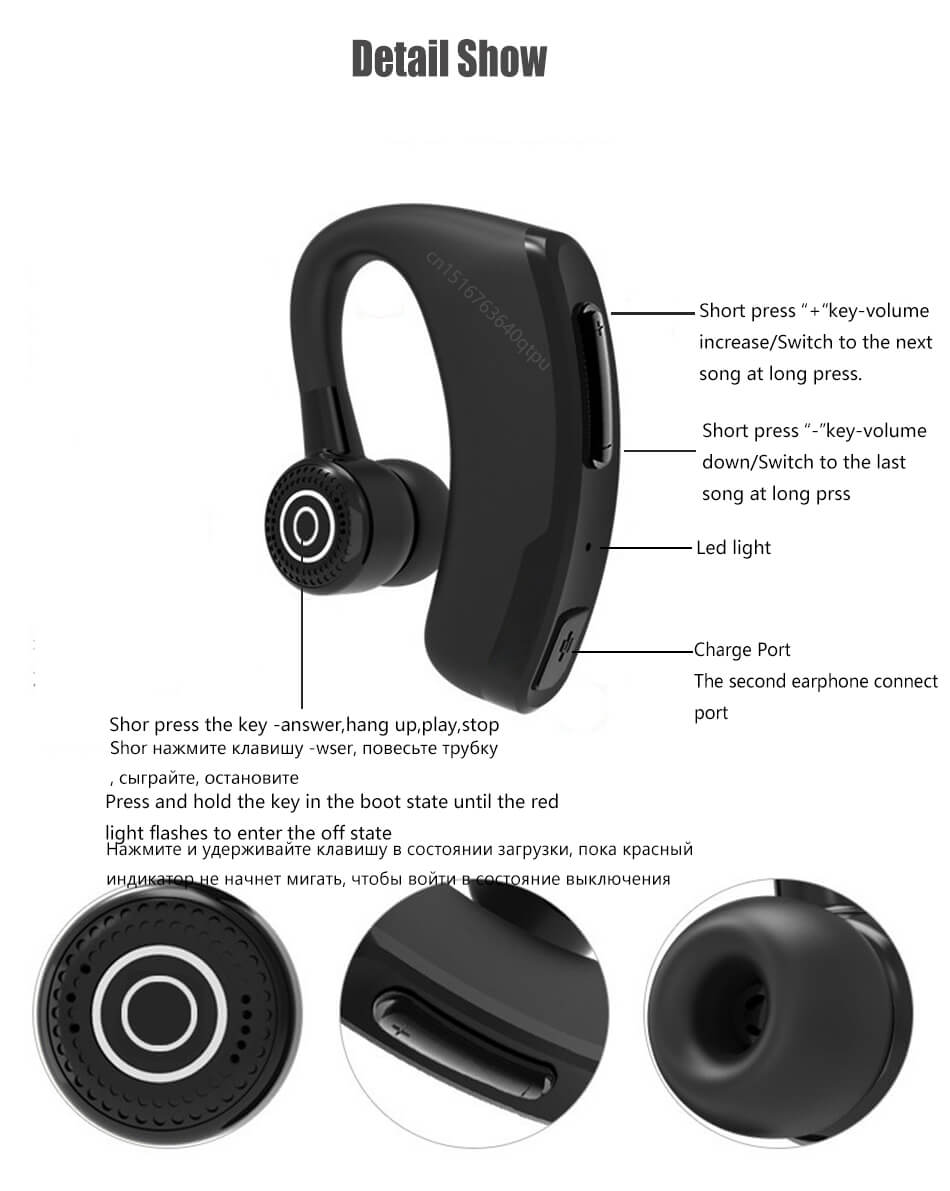 Detail Show
cn1516763640qtpu
Short press “+“key-volume
increase/Switch to the next
song at long press.
Short press “-”key-volume
down/Switch to the last
song at long prss
Led light
Charge Port
The second earphone connect
port
Shor press the key -answer,hang up,play,stop
Shor нажмите клавишу -wser, повесьте трубку
, сыграйте, остановите
Press and hold the key in the boot state until the red
light flashes to enter the off state
Нажмите и удерживайте клавишу в состоянии загрузки, пока красный
индикатор не начнет мигать, чтобы войти в состояние выключения